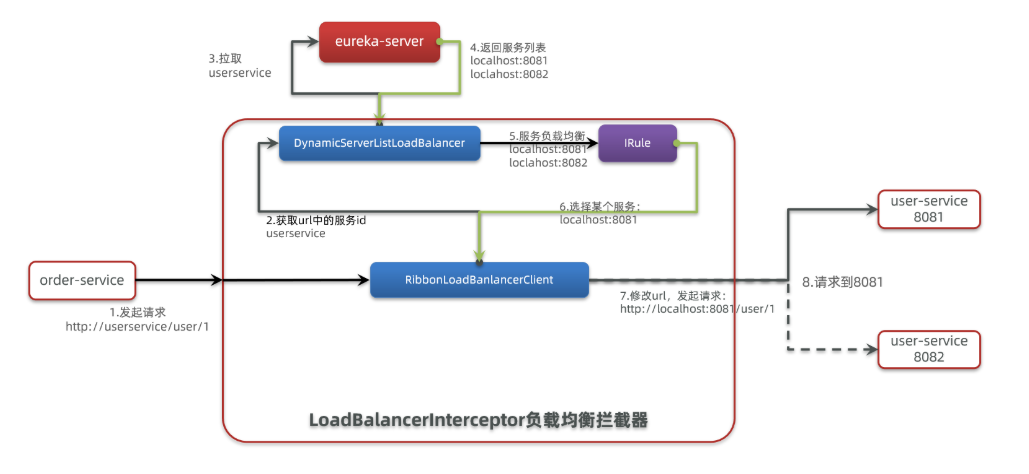 eureka-server
3.拉取
userservice
4.返回服务列表
localhost:8081
loclahost:8082
DynamicServerListLoadBalancer
5.服务负载均衡
localhost:8081
loclahost:8082
IRule
2.获取url中的服务id
userservice
6.选择某个服务：
localhost:8081
user-service
8081
order-service
RibbonLoadBanlancerClient
1.发起请求
http://userservice/user/1
7.修改url，发起请求：
http://localhost:8081/user/1
8.请求到8081
user-service
8082
LoadBalancerInterceptor负载均衡拦截器